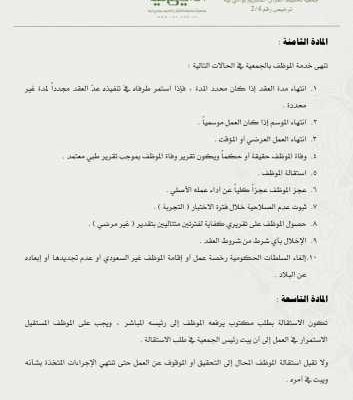 ترخيص رقم 2/4
المادة الثامنة :
تنهى خدمة الموظف بالجمعية في الحالات التالية :
١. انتهاء مدة العقد إذا كان محدد المدة ، فإذا استمر طرفاه في تنفيذه عدّ العقد مجدداً لمدة غير
محددة .
٢. انتهاء الموسم إذا كان العمل موسمياً .
٣. انتهاء العمل العرضي أو المؤقت .
٤. وفاة الموظف حقيقة أو حكماً ويكون تقرير وفاة الموظف بموجب تقرير طبي معتمد .
٥. استقالة الموظف .
٦. عجز الموظف عجزاً كلياً عن أداء عمله الأصلي .
٧. ثبوت عدم الصلاحية خلال فترة الاختبار ( التجربة ) .
٨. حصول الموظف على تقريري كفاية لفترتين متتاليتين بتقدير ( غير مرضي ) .
٩. الإخلال بأي شرط من شروط العقد .
١٠. إلغاء السلطات الحكومية رخصة عمل أو إقامة الموظف غير السعودي أو عدم تجديدها أو إبعاده
عن البلاد .
المادة التاسعة :
تكون الاستقالة بطلب مكتوب يرفعه الموظف إلى رئيسه المباشر ، ويجب على الموظف المستقيل
الاستمرار في العمل إلى أن يبت رئيس الجمعية في طلب الاستقالة .
ولا تقبل استقالة الموظف المحال إلى التحقيق أو الموقوف عن العمل حتى تنتهي الإجراءات المتخذة بشأنه
ويبت في أمره .